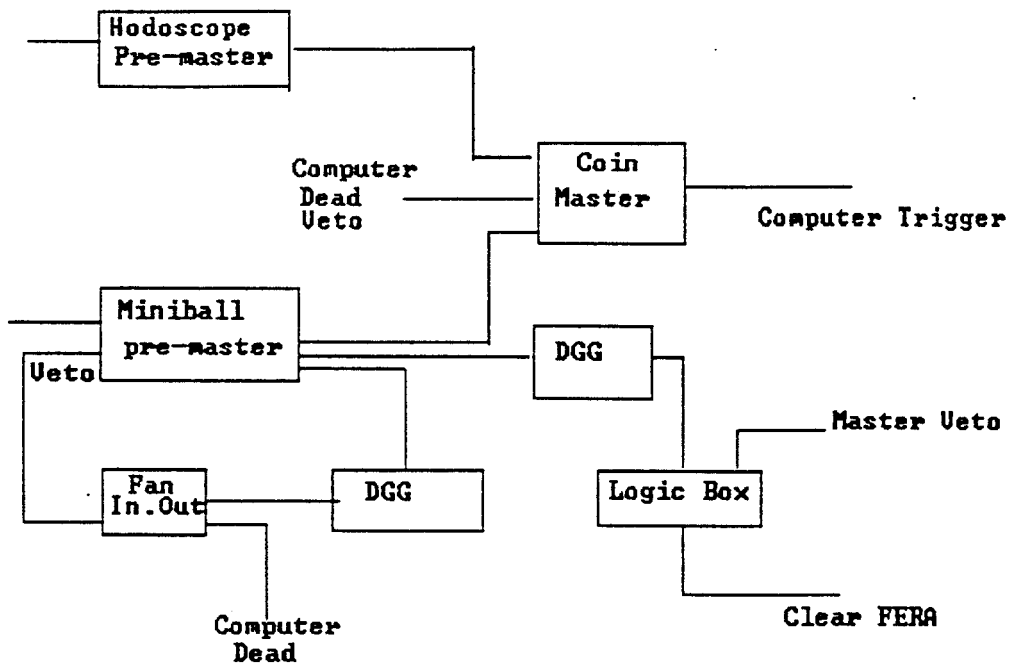 Hodoscope
Pre-master
Computer
Dead
Veto
Coin
Master
Computer Trigger
Miniball
pre-master
Veto
DGG
Master Veto
Fan
In.Out
DGG
Logic Box
Clear FERA
Computer
Dead